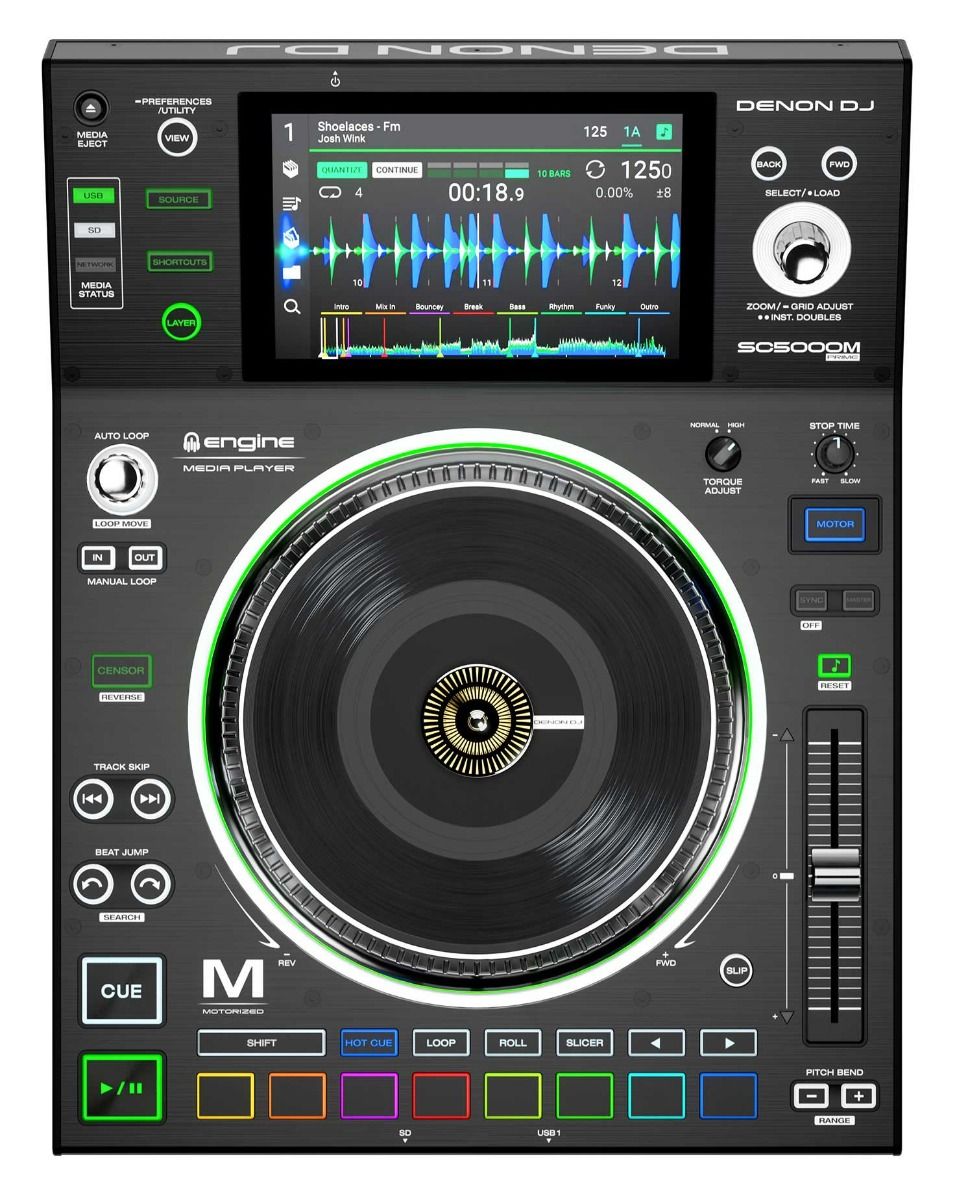 DENON DJ
MEDIA
EJECT
PREFERENCES
/UTILITY
VIEW
USB
SD
NETWORK
MEDIA
STATUS
SOURCE
SHORTCUTS
LAYER
1
Shoelaces - Fm
Josh Wink
125
1A
QUANTIZE
CONTINUE
10 BARS
1250
4
00:18.9
0.00%
±8
10
11
12
Intro
Mix In
Bouncey
Break
Bass
Rhythm
Funky
Outro
DENON DJ
BACK
FWD
SELECT/•LOAD
ZOOM/– GRID ADJUST
•• INST. DOUBLES
SC5000M
PRIME
AUTO LOOP
LOOP MOVE
IN
OUT
MANUAL LOOP
engine
MEDIA PLAYER
NORMAL
HIGH
TORQUE
ADJUST
STOP TIME
FAST
SLOW
MOTOR
SYNC
MASTER
OFF
RESET
CENSOR
REVERSE
DENON DJ
TRACK SKIP
BEAT JUMP
SEARCH
-
REV
+
FWD
SLIP
-
0
+
M
MOTORIZED
CUE
SHIFT
HOT CUE
LOOP
ROLL
SLICER
SD
USB 1
PITCH BEND
-
+
RANGE